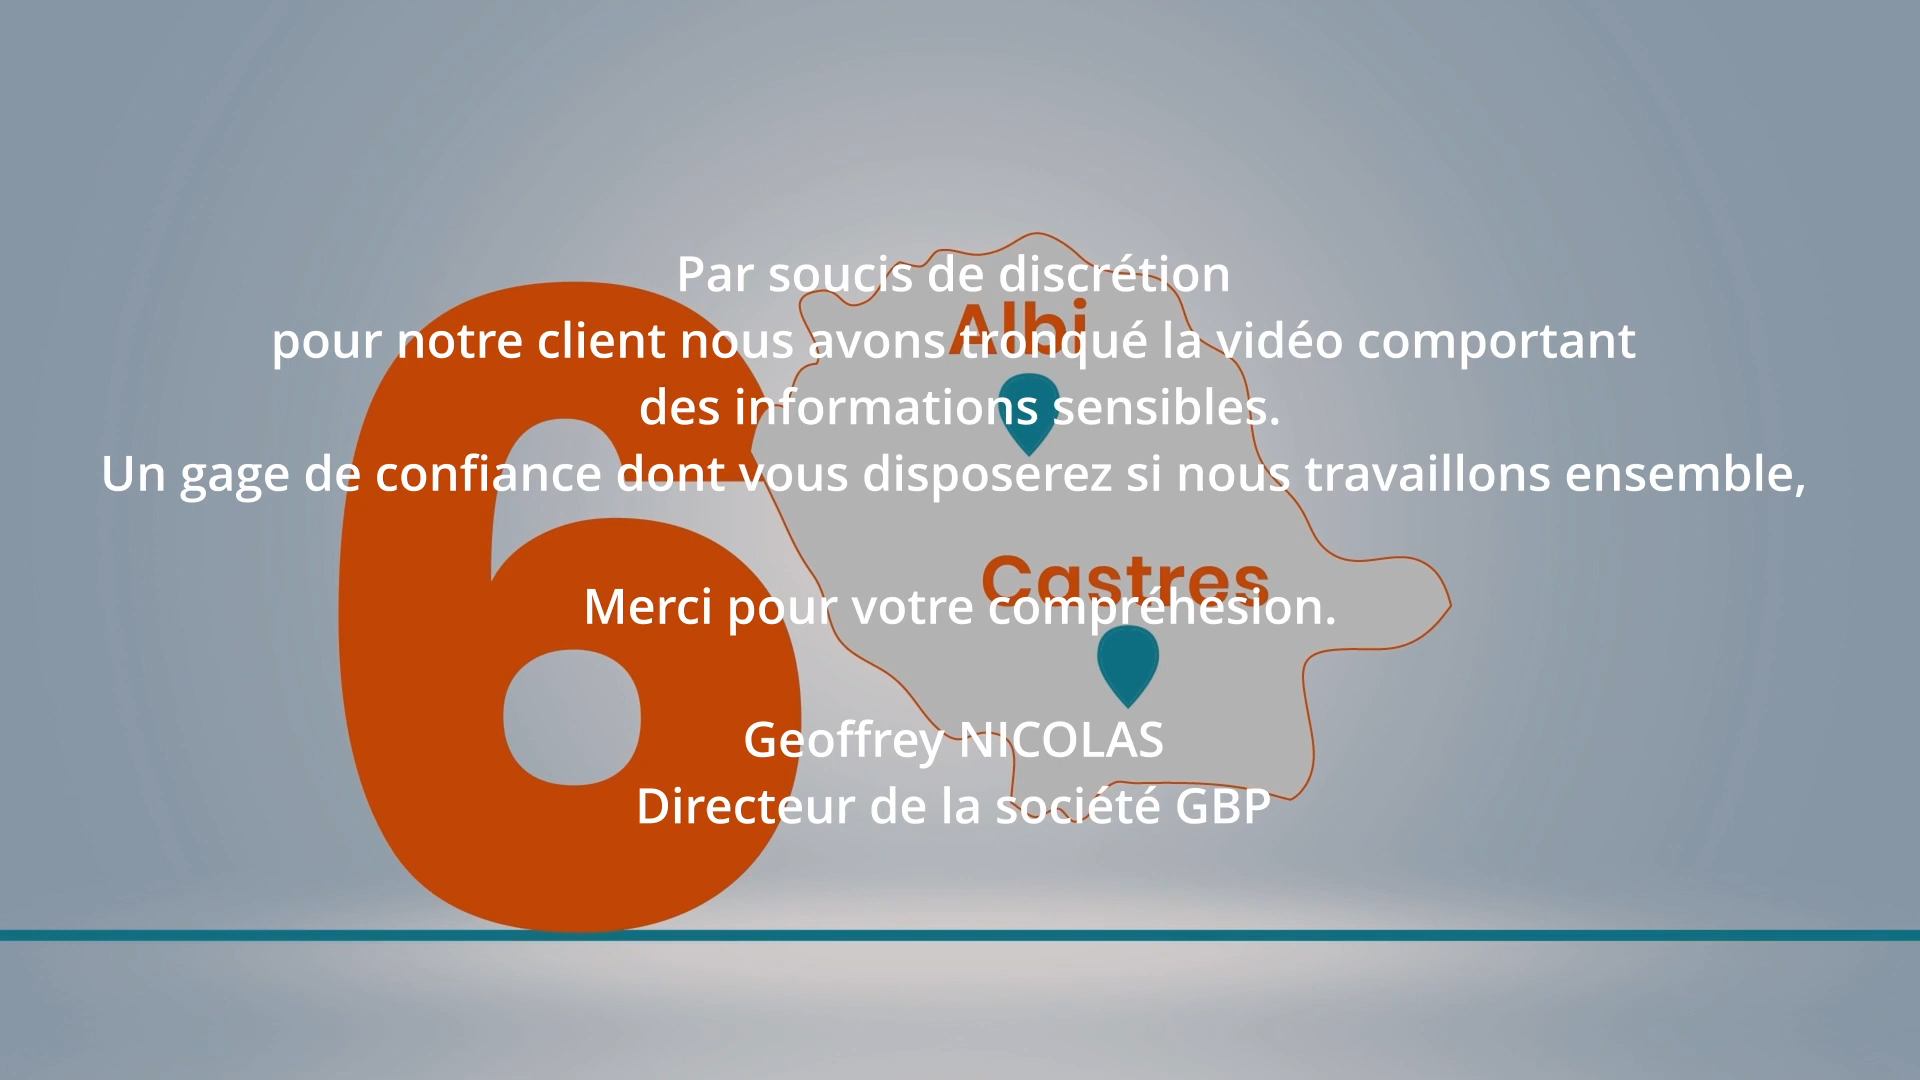 Par soucis de discrétion
pour notre client nous avons tronqué la vidéo comportant
des informations sensibles.
Un gage de confiance dont vous disposerez si nous travaillons ensemble,
Merci pour votre compréhesion.
Geoffrey NICOLAS
Directeur de la société GBP
6
Albi
Castres